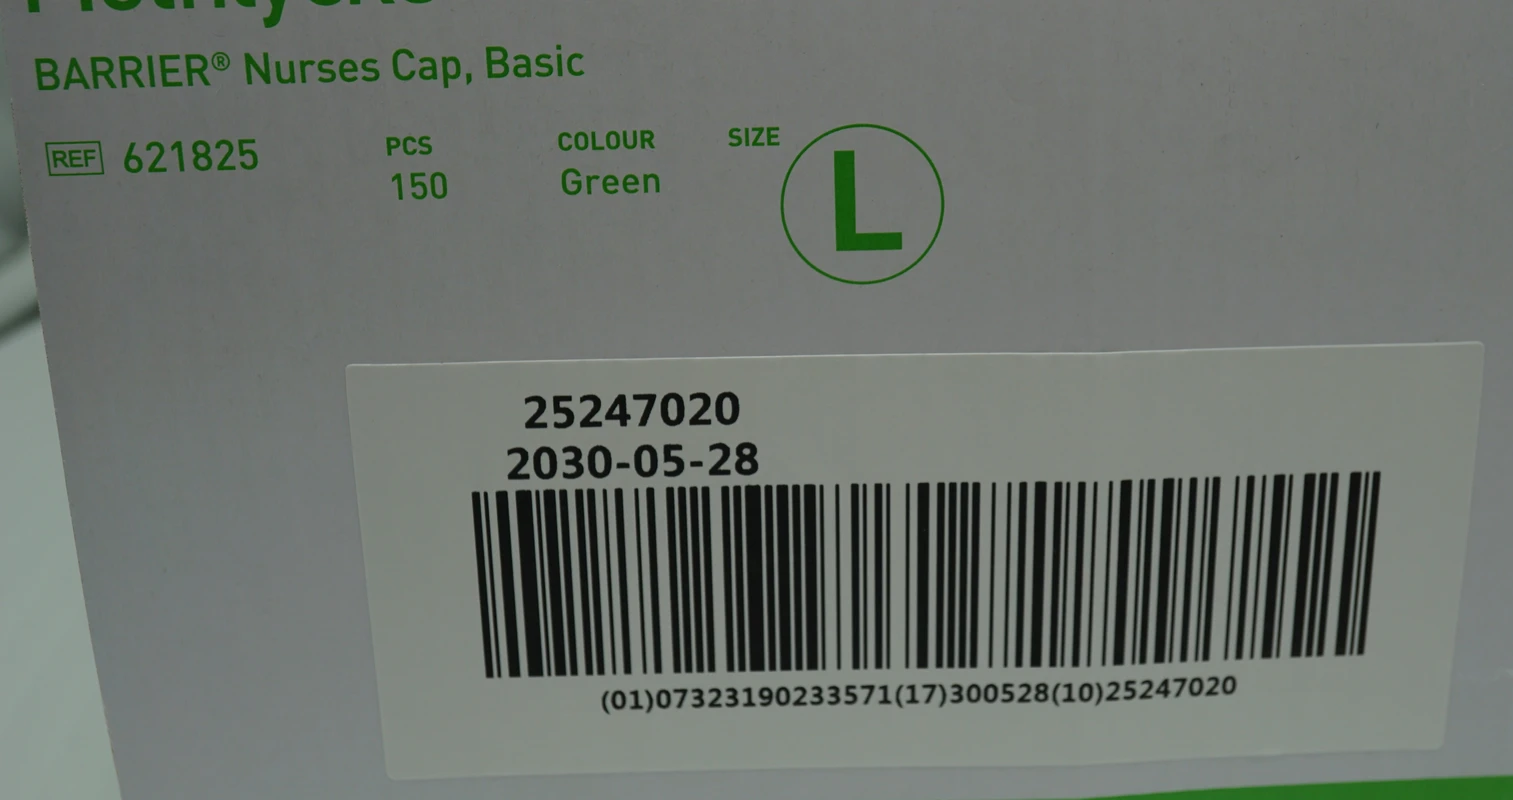 BARRIER® Nurses Cap, Basic
REF 621825
PCS
150
COLOUR
Green
SIZE
L
25247020
2030-05-28
(01)07323190233571(17)300528(10)25247020